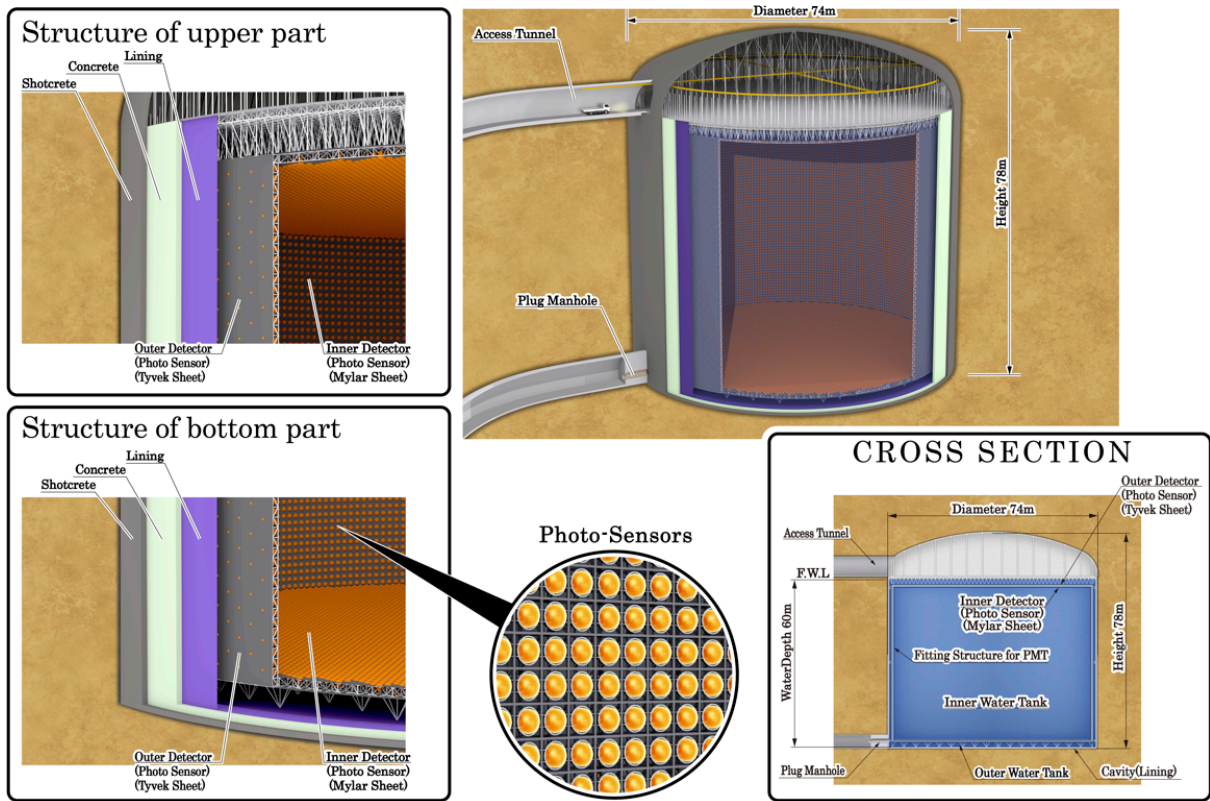 Structure of upper part
Lining
Concrete
Shotcrete
Outer Detector
(Photo Sensor)
(Tyvek Sheet)
Inner Detector
(Photo Sensor)
(Mylar Sheet)
Diameter 74m
Access Tunnel
Height 78m
Plug Manhole
Structure of bottom part
Lining
Concrete
Shotcrete
Outer Detector
(Photo Sensor)
(Tyvek Sheet)
Inner Detector
(Photo Sensor)
(Mylar Sheet)
Photo-Sensors
CROSS SECTION
Outer Detector
(Photo Sensor)
(Tyvek Sheet)
Diameter 74m
Access Tunnel
F.W.L
Inner Detector
(Photo Sensor)
(Mylar Sheet)
WaterDepth 60m
Height 78m
Fitting Structure for PMT
Inner Water Tank
Plug Manhole
Outer Water Tank
Cavity(Lining)